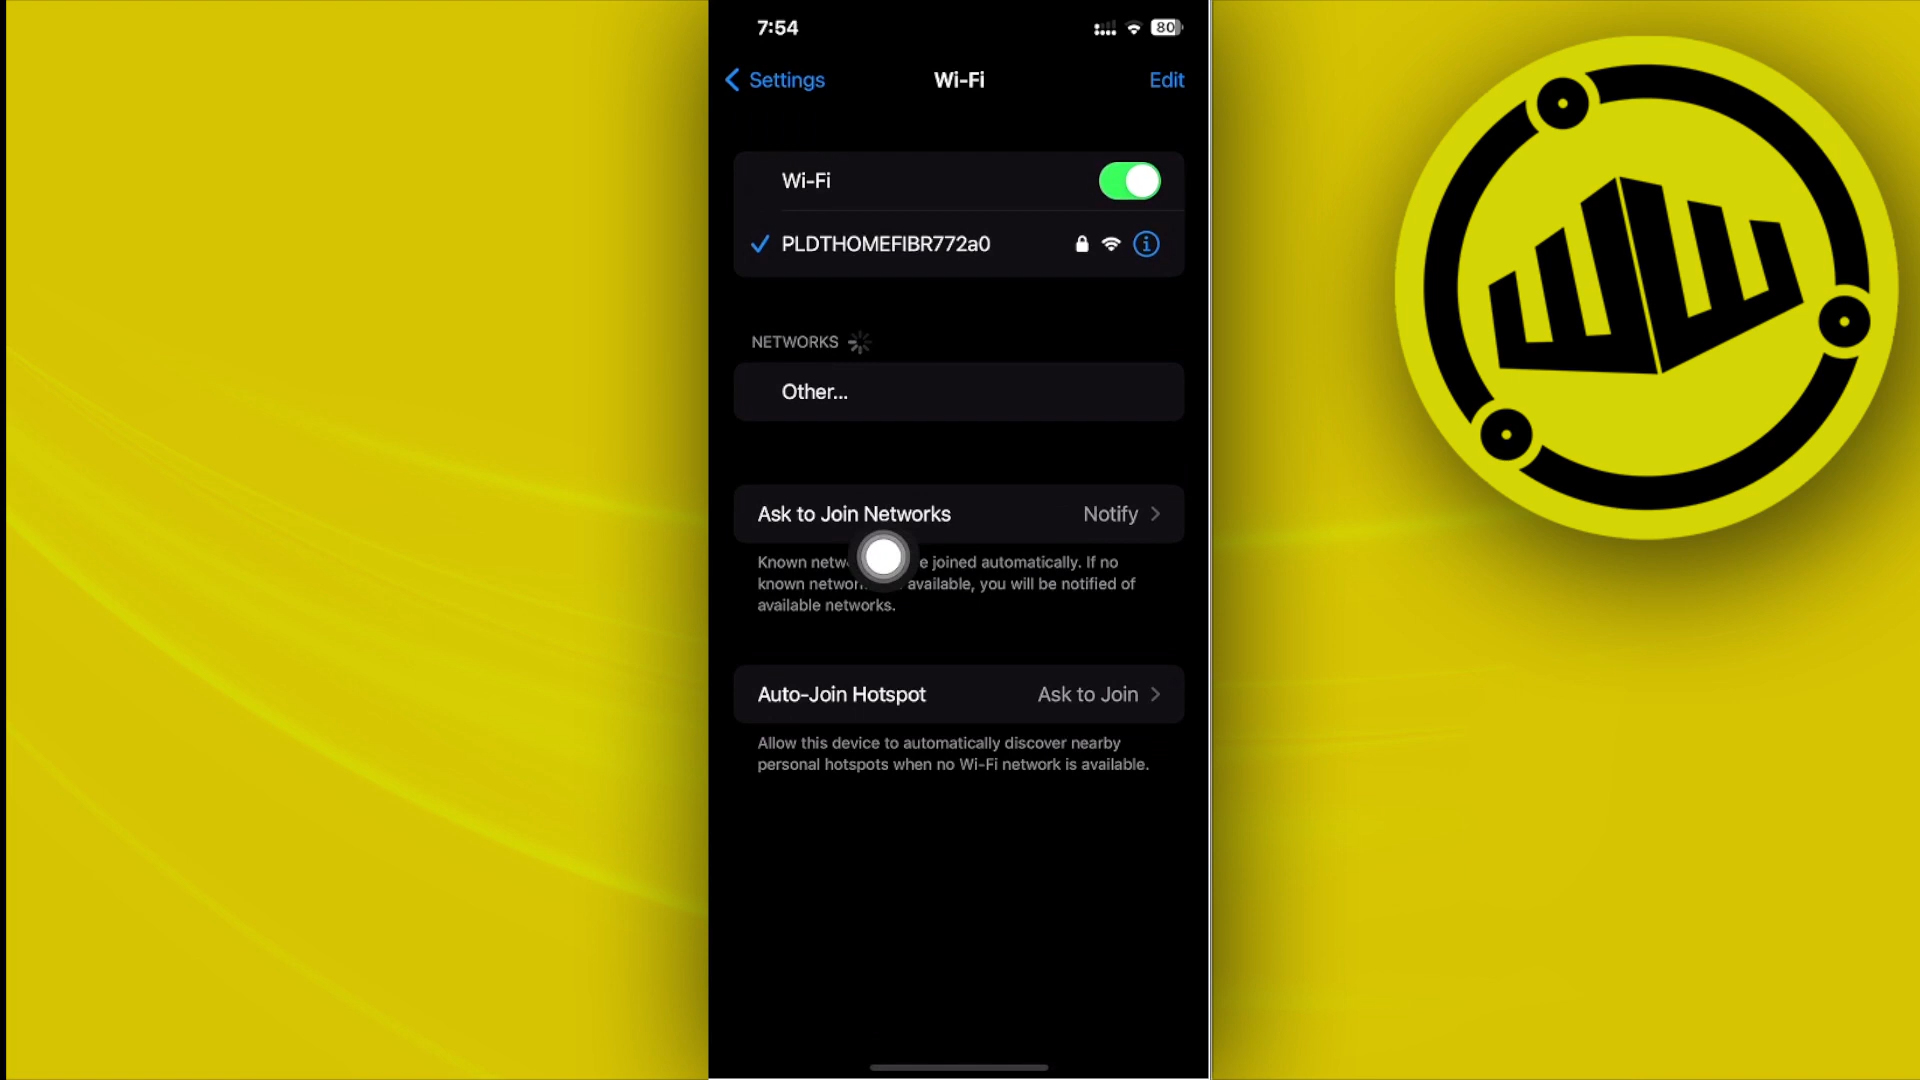 7:54
80
Settings
Wi-Fi
Edit
Wi-Fi
PLDTHOMEFIBR772a0
NETWORKS
Other...
Ask to Join Networks
Notify
Known netw e joined automatically. If no
known networ available, you will be notified of
available networks.
Auto-Join Hotspot
Ask to Join
Allow this device to automatically discover nearby
personal hotspots when no Wi-Fi network is available.